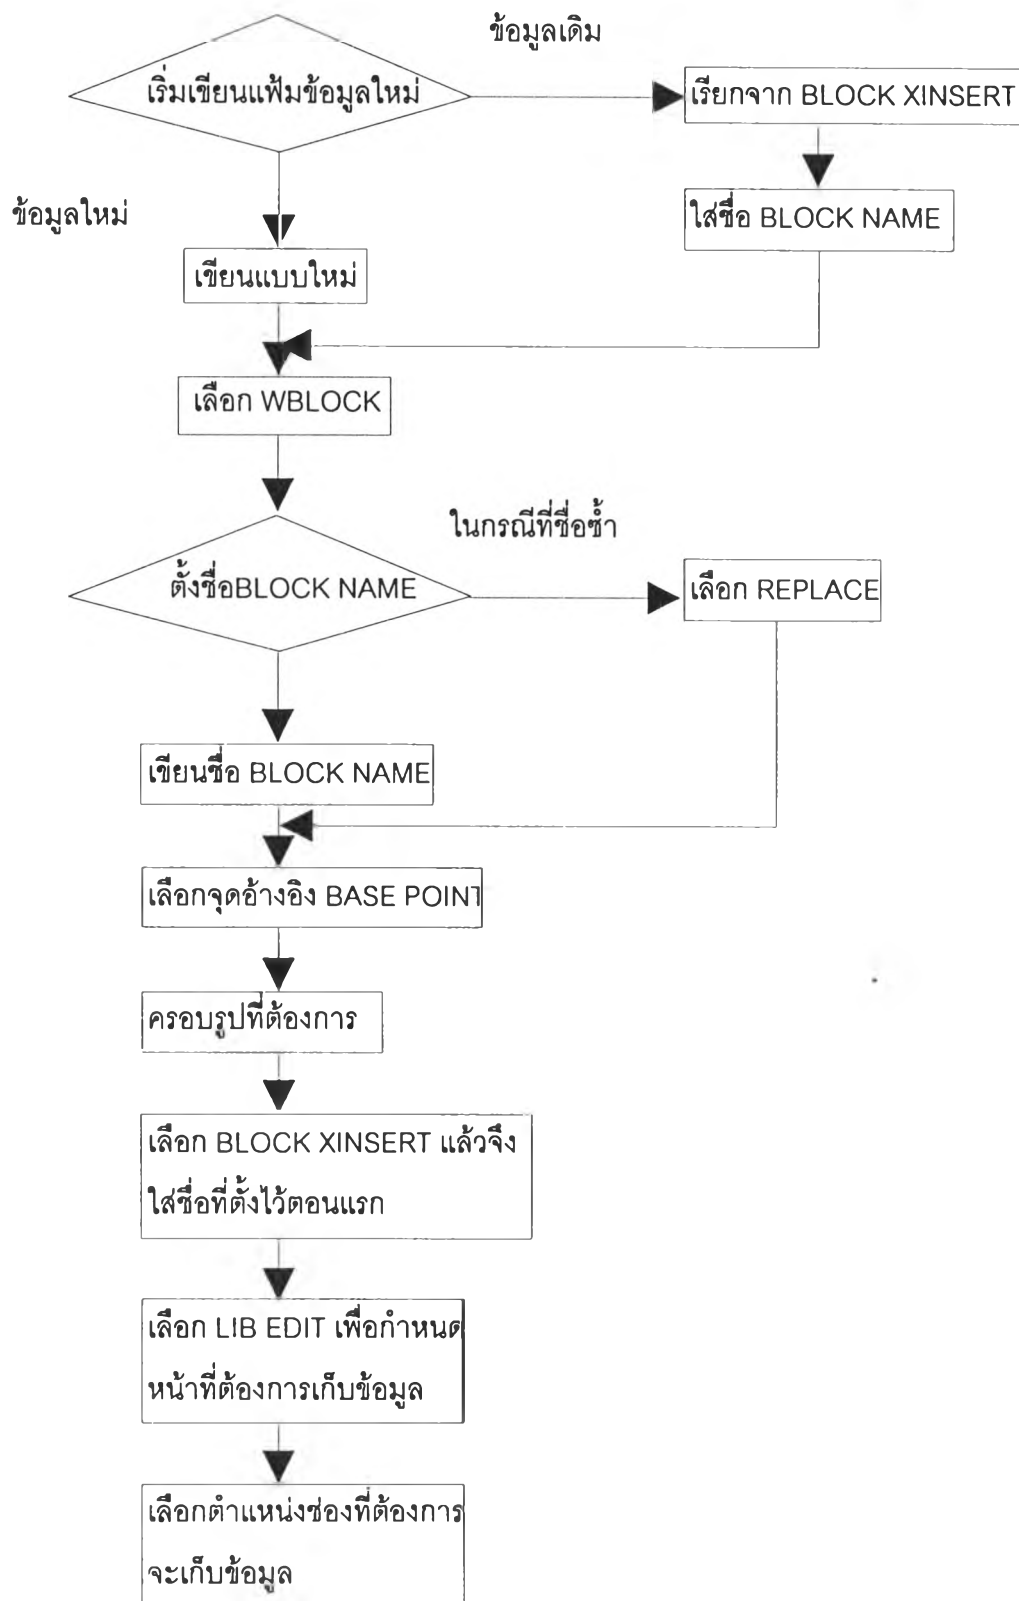 ข้อมูลเดิม
เริ่มเขียนแฟ้มข้อมูลใหม่
เรียกจาก BLOCK XINSERT
ข้อมูลใหม่
ใส่ชื่อ BLOCK NAME
เขียนแบบใหม่
เลือก WBLOCK
ในกรณีที่ชื่อซ้ำ
ตั้งชื่อBLOCK NAME
เลือก REPLACE
เขียนชื่อ BLOCK NAME
เลือกจุดอ้างอิง BASE POINT
ครอบรูปที่ต้องการ
เลือก BLOCK XINSERT แล้วจึง
ใส่ชื่อที่ตั้งไว้ตอนแรก
เลือก LIB EDIT เพื่อกำหนด
หน้าที่ต้องการเก็บข้อมูล
เลือกตำแหน่งช่องที่ต้องการ
จะเก็บข้อมูล